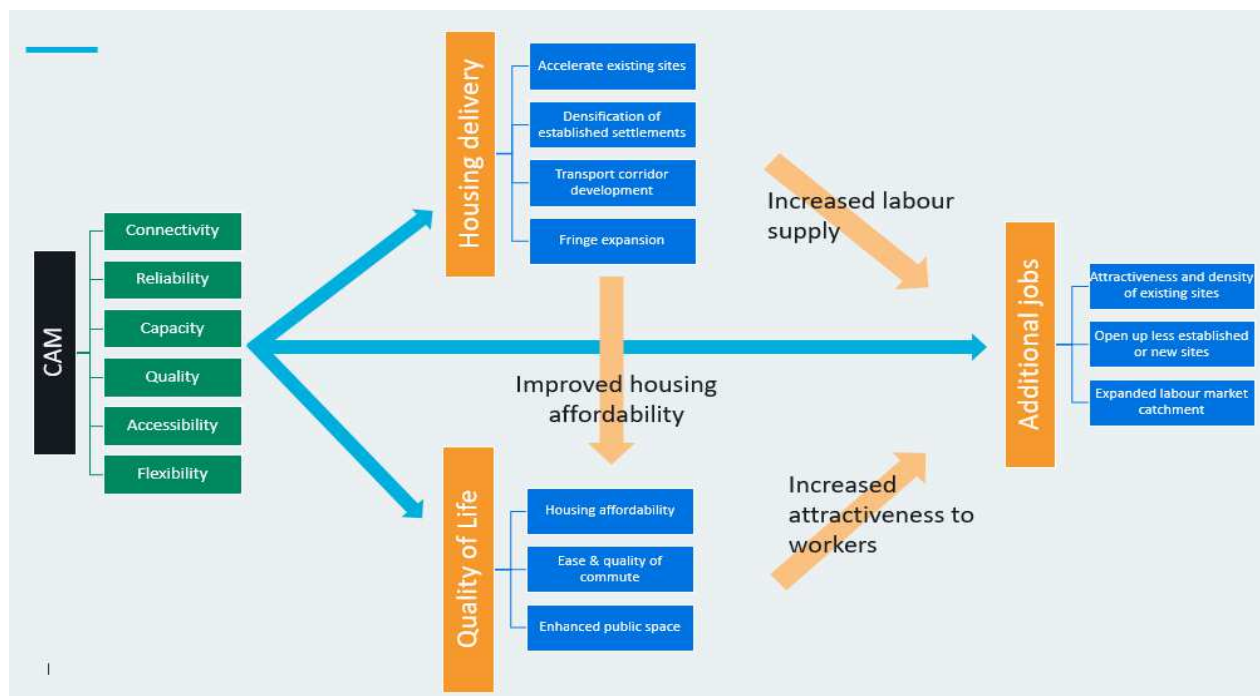 CAM
Connectivity
Reliability
Capacity
Quality
Accessibility
Flexibility
Housing delivery
Accelerate existing sites
Densification of
established settlements
Transport corridor
development
Fringe expansion
Increased labour
supply
Improved housing
affordability
Quality of Life
Housing affordability
Ease & quality of
commute
Enhanced public space
Increased
attractiveness to
workers
Additional jobs
Attractiveness and density
of existing sites
Open up less established
or new sites
Expanded labour market
catchment
|